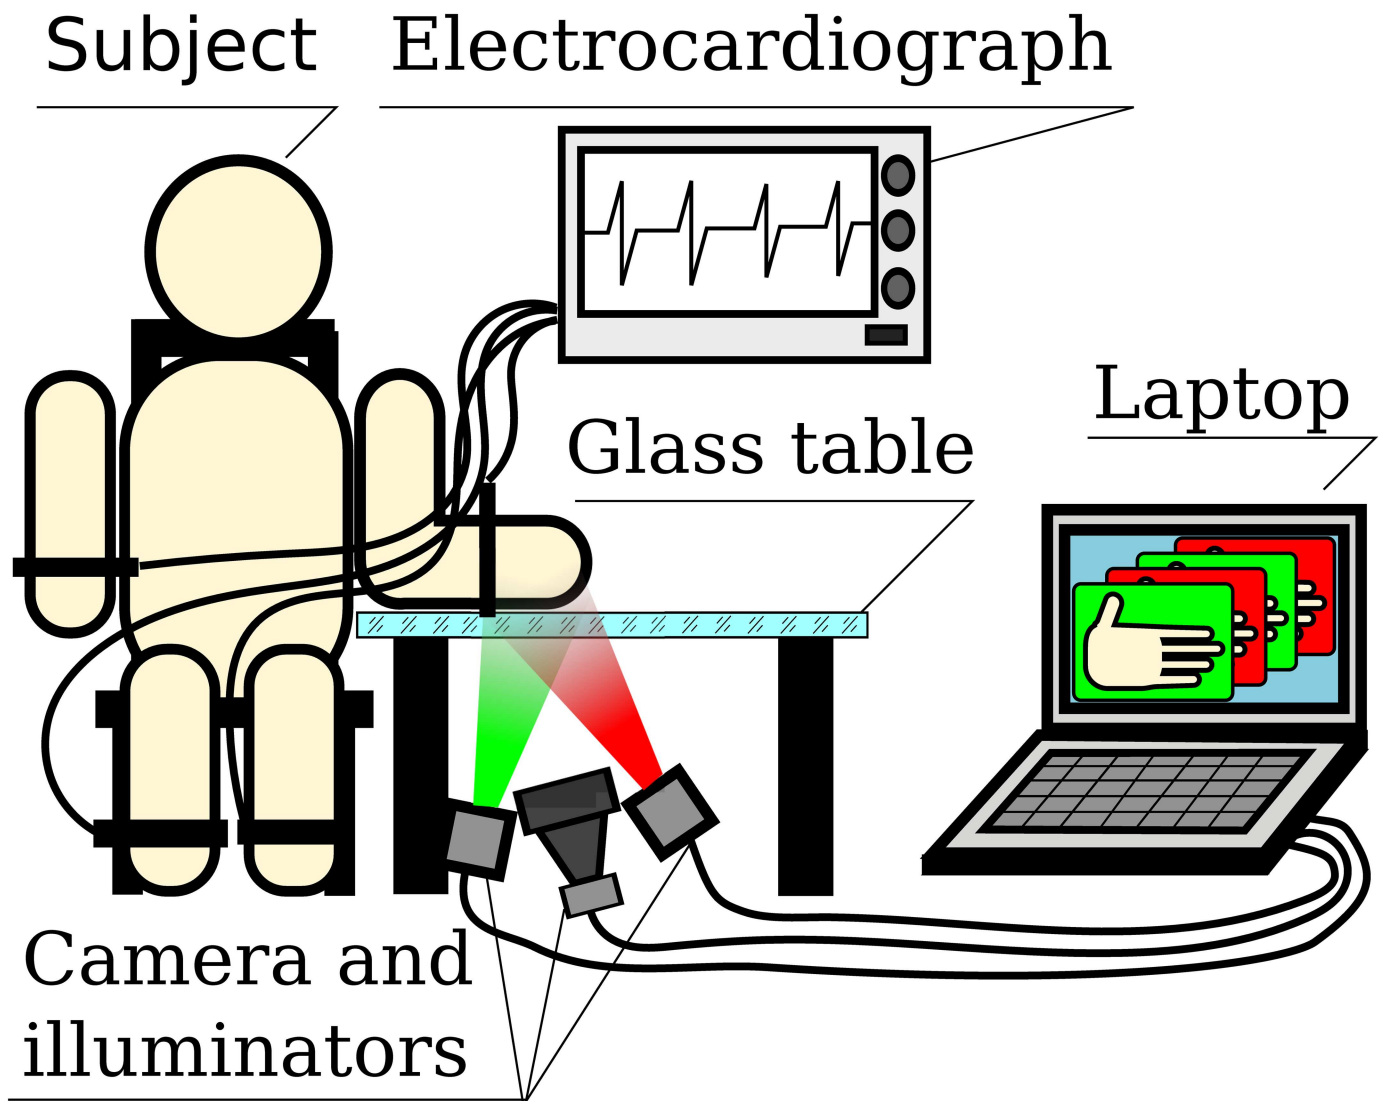 Subject
Electrocardiograph
Laptop
Glass table
Camera and
illuminators